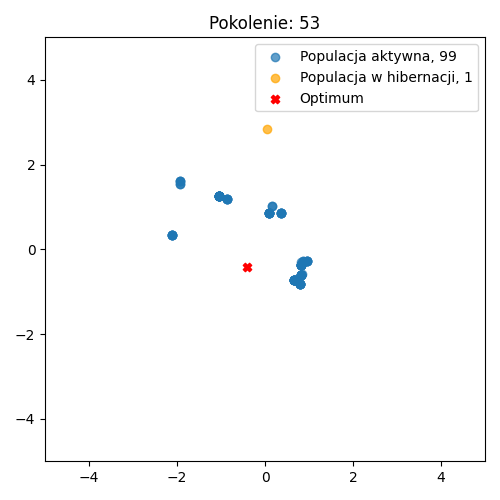 Pokolenie: 53
Populacja aktywna, 99
Populacja w hibernacji, 1
Optimum
4
2
0
−2
−4
−4
−2
0
2
4